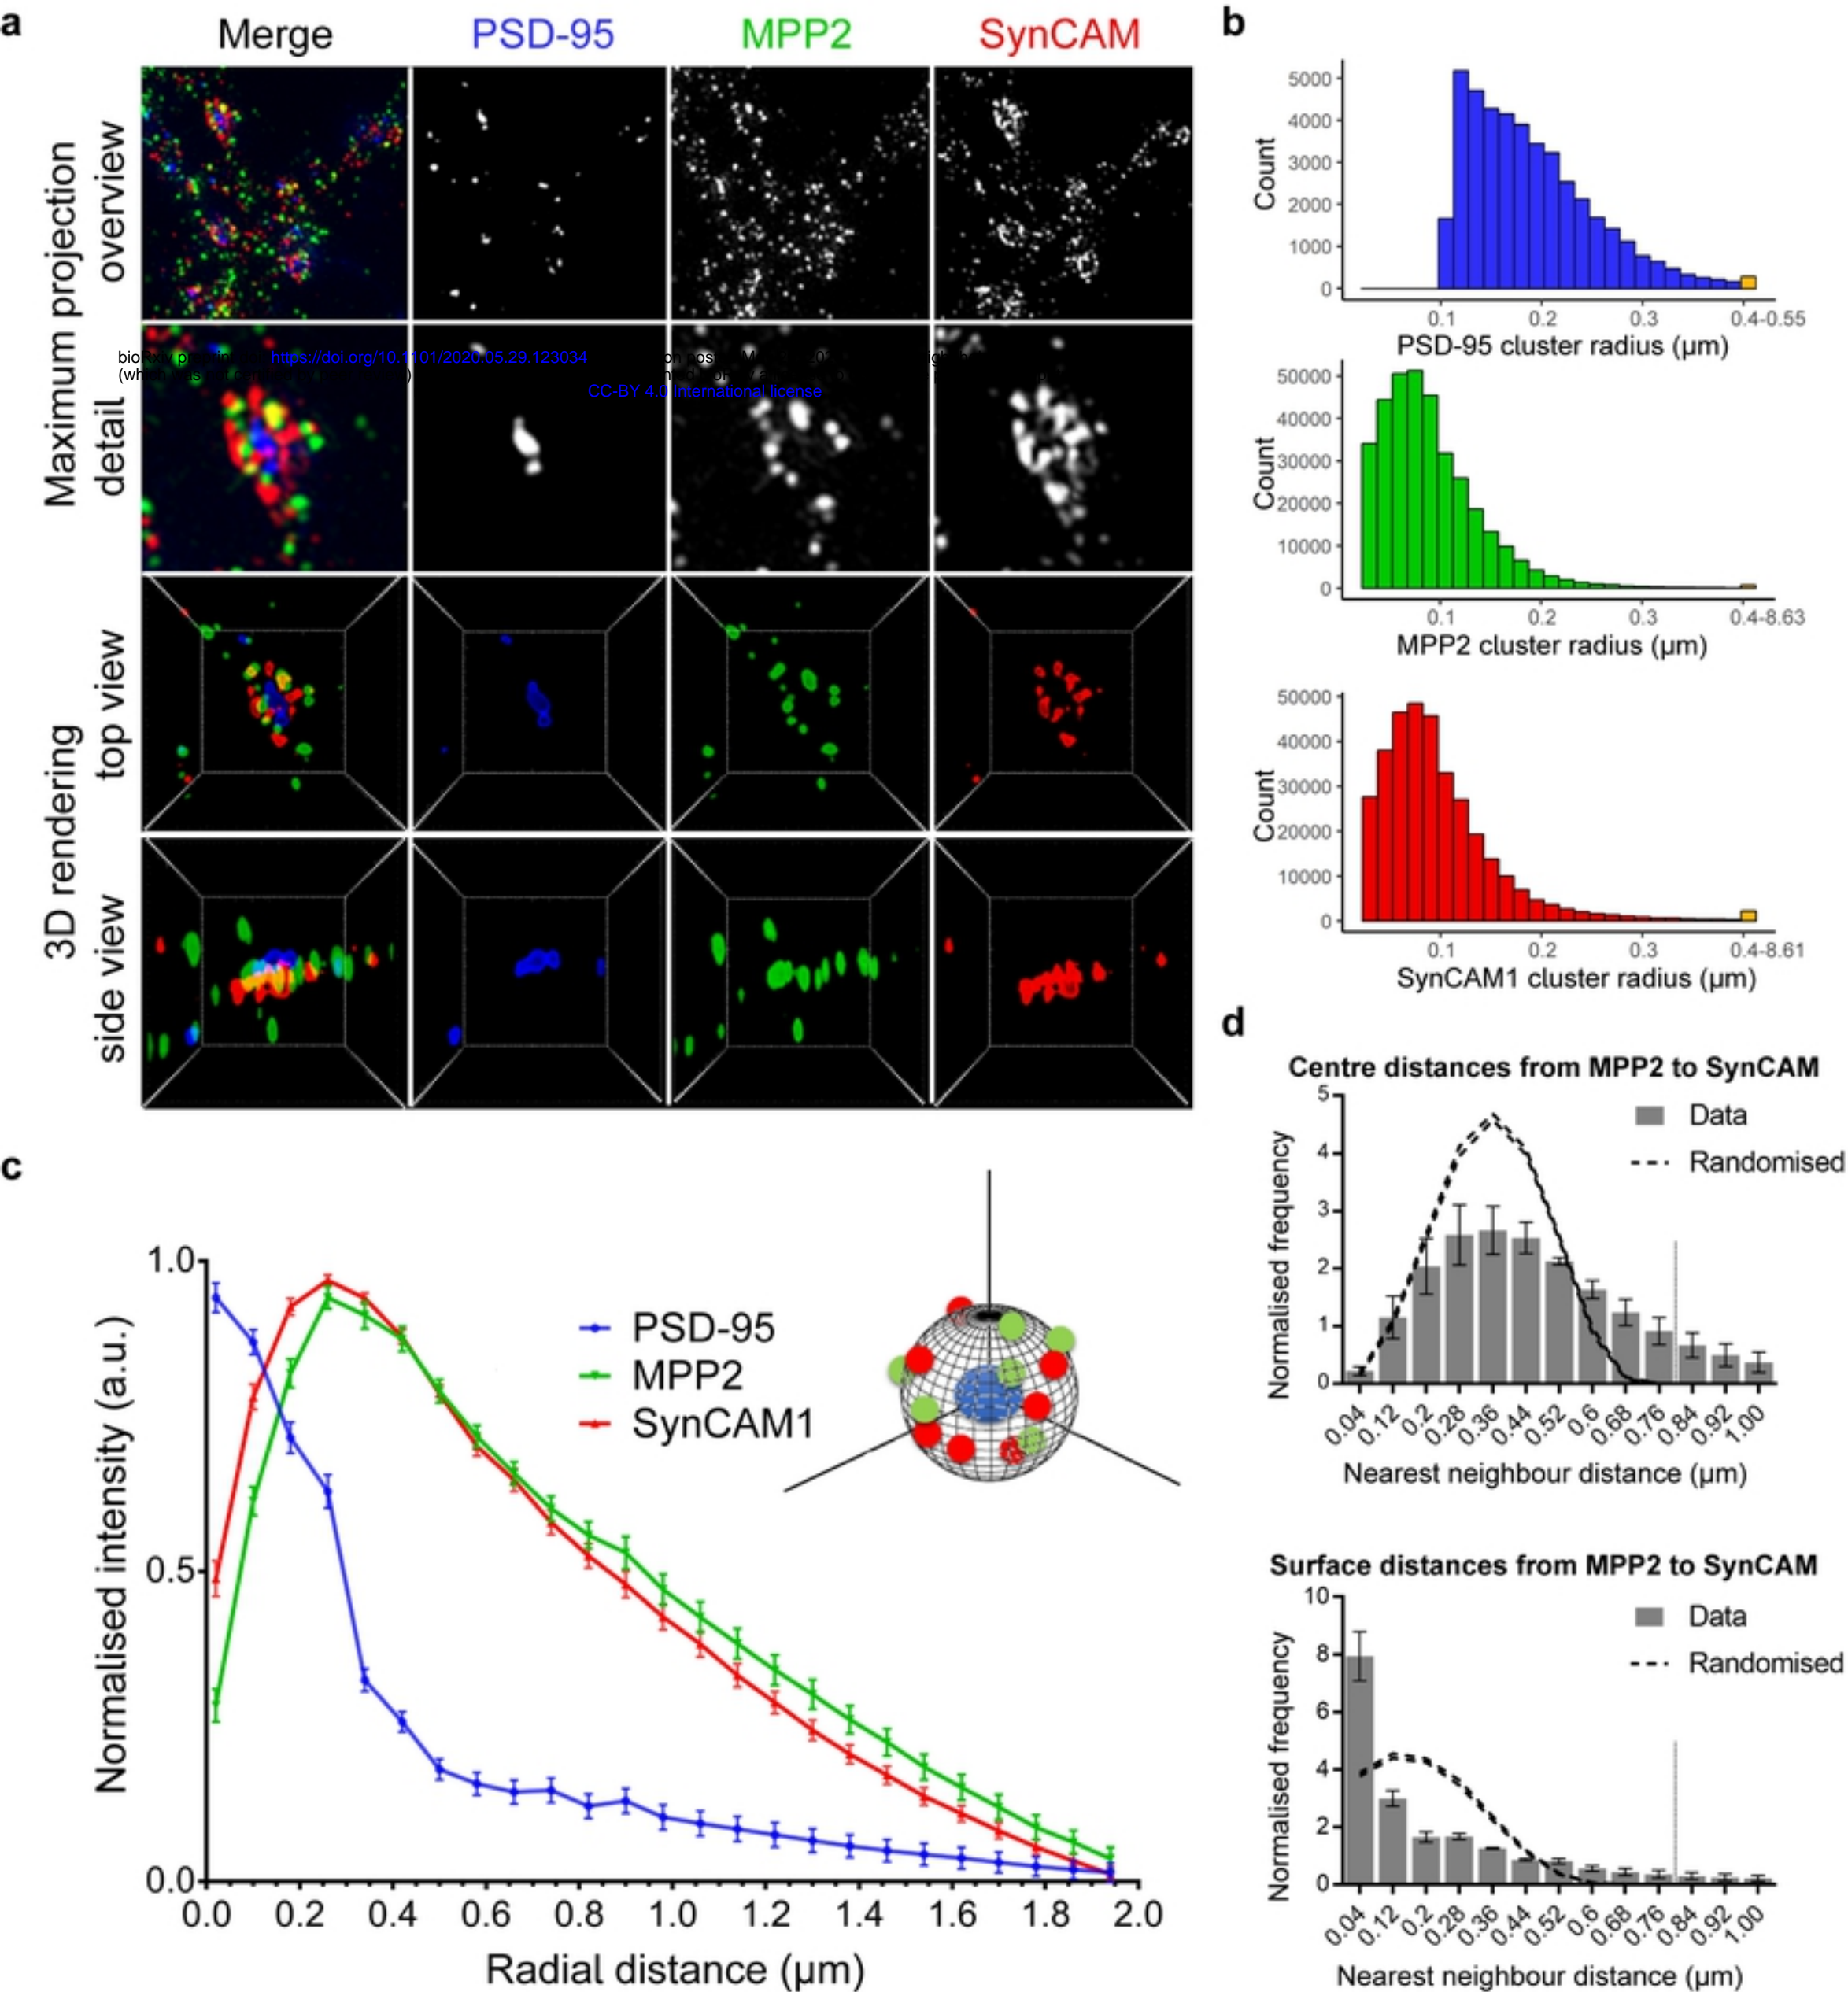 a
Merge
PSD-95
MPP2
SynCAM
Maximum projection
overview
detail
https://doi.org/10.1101/2020.05.29.123034
CC-BY 4.0 International license
3D rendering
top view
side view
b
Count
5000
4000
3000
2000
1000
0
0.1 0.2 0.3 0.4-0.55
PSD-95 cluster radius (µm)
Count
50000
40000
30000
20000
10000
0
0.1 0.2 0.3 0.4-8.63
MPP2 cluster radius (µm)
Count
50000
40000
30000
20000
10000
0
0.1 0.2 0.3 0.4-8.61
SynCAM1 cluster radius (µm)
c
Normalised intensity (a.u.)
1.0
0.5
0.0
PSD-95
MPP2
SynCAM1
0.0 0.2 0.4 0.6 0.8 1.0 1.2 1.4 1.6 1.8 2.0
Radial distance (µm)
d
Centre distances from MPP2 to SynCAM
Data
Randomised
Normalised frequency
5
4
3
2
1
0
0.04 0.12 0.2 0.28 0.36 0.44 0.52 0.6 0.68 0.76 0.84 0.92 1.00
Nearest neighbour distance (µm)
Surface distances from MPP2 to SynCAM
Data
Randomised
Normalised frequency
10
8
6
4
2
0
0.04 0.12 0.2 0.28 0.36 0.44 0.52 0.6 0.68 0.76 0.84 0.92 1.00
Nearest neighbour distance (µm)